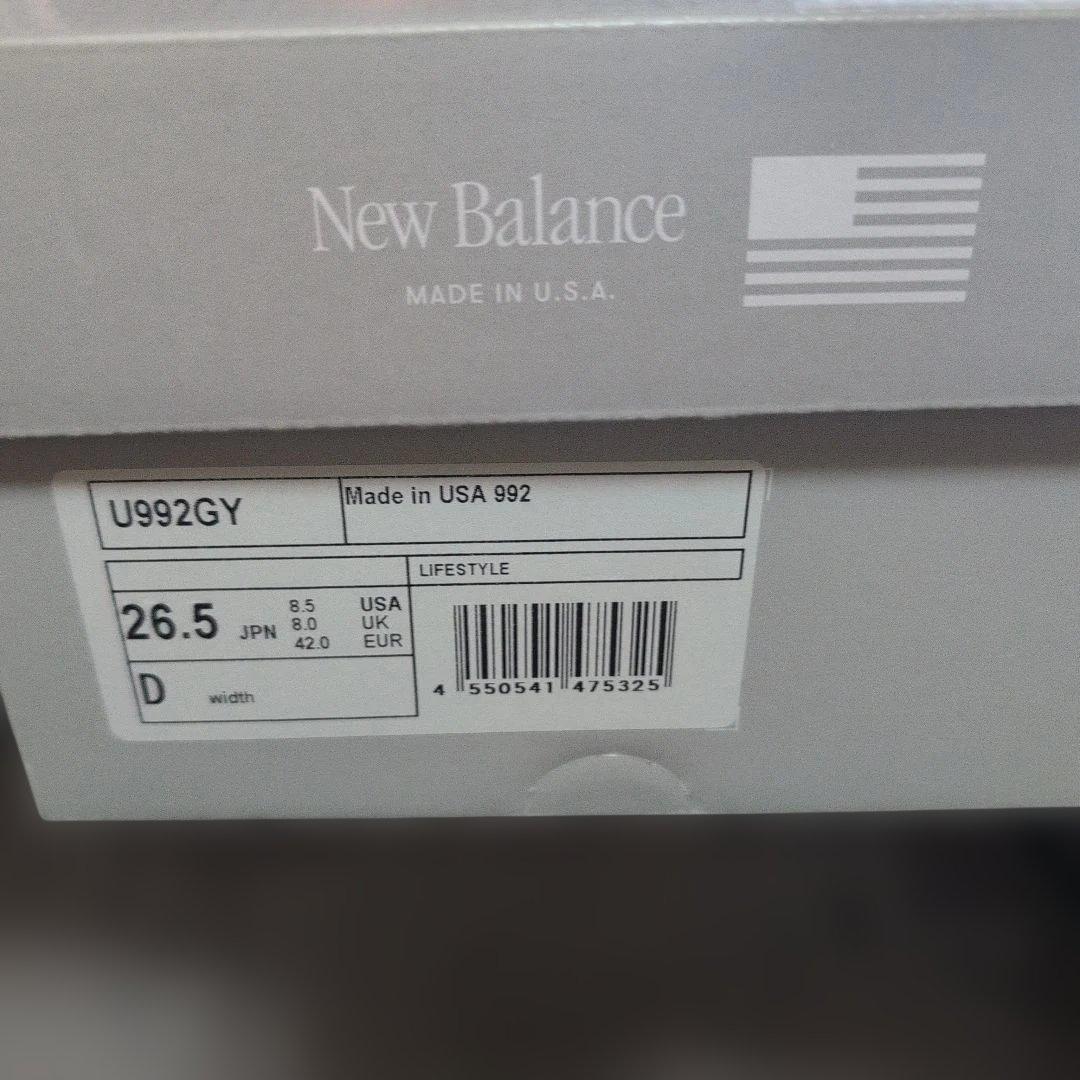 New Balance
MADE IN U.S.A.
U992GY
Made in USA 992
LIFESTYLE
26.5 JPN
8.5 USA
8.0 UK
42.0 EUR
D width
4 550541 475325